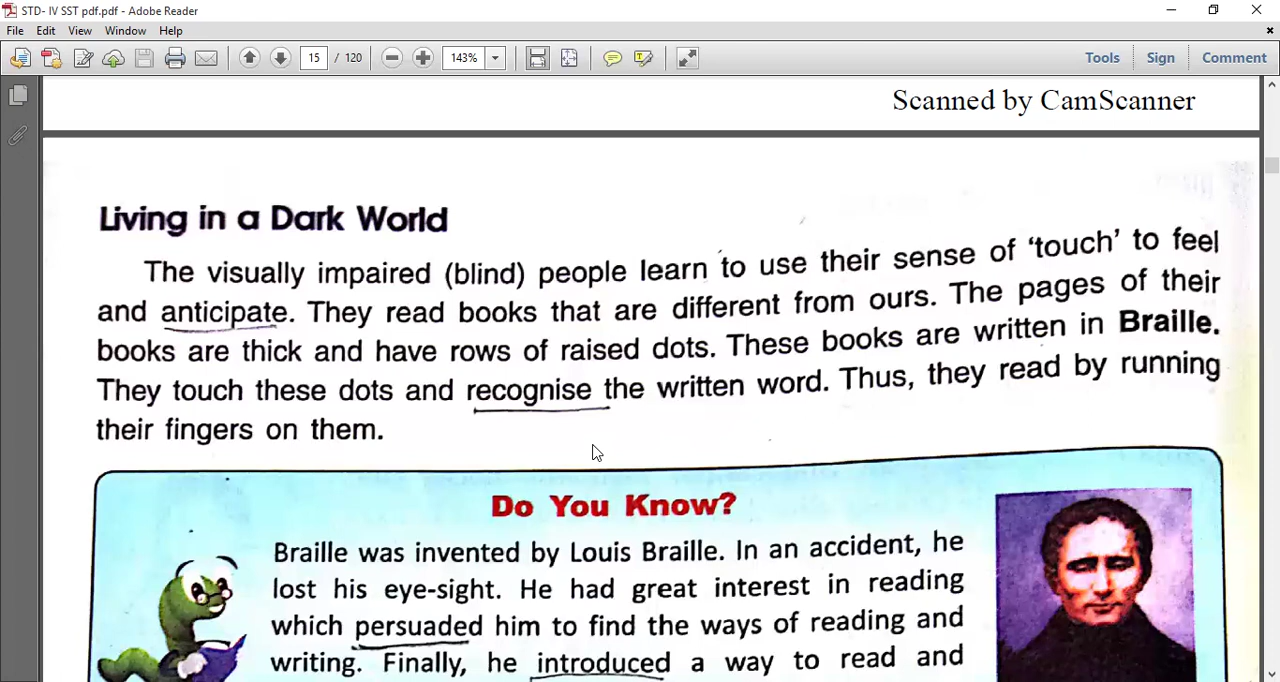 STD- IV SST pdf.pdf - Adobe Reader
File Edit View Window Help
15 / 120 143% Tools Sign Comment
Scanned by CamScanner
Living in a Dark World
The visually impaired (blind) people learn to use their sense of 'touch' to feel
and anticipate. They read books that are different from ours. The pages of their
books are thick and have rows of raised dots. These books are written in Braille.
They touch these dots and recognise the written word. Thus, they read by running
their fingers on them.
Do You Know?
Braille was invented by Louis Braille. In an accident, he
lost his eye-sight. He had great interest in reading
which persuaded him to find the ways of reading and
writing. Finally, he introduced a way to read and